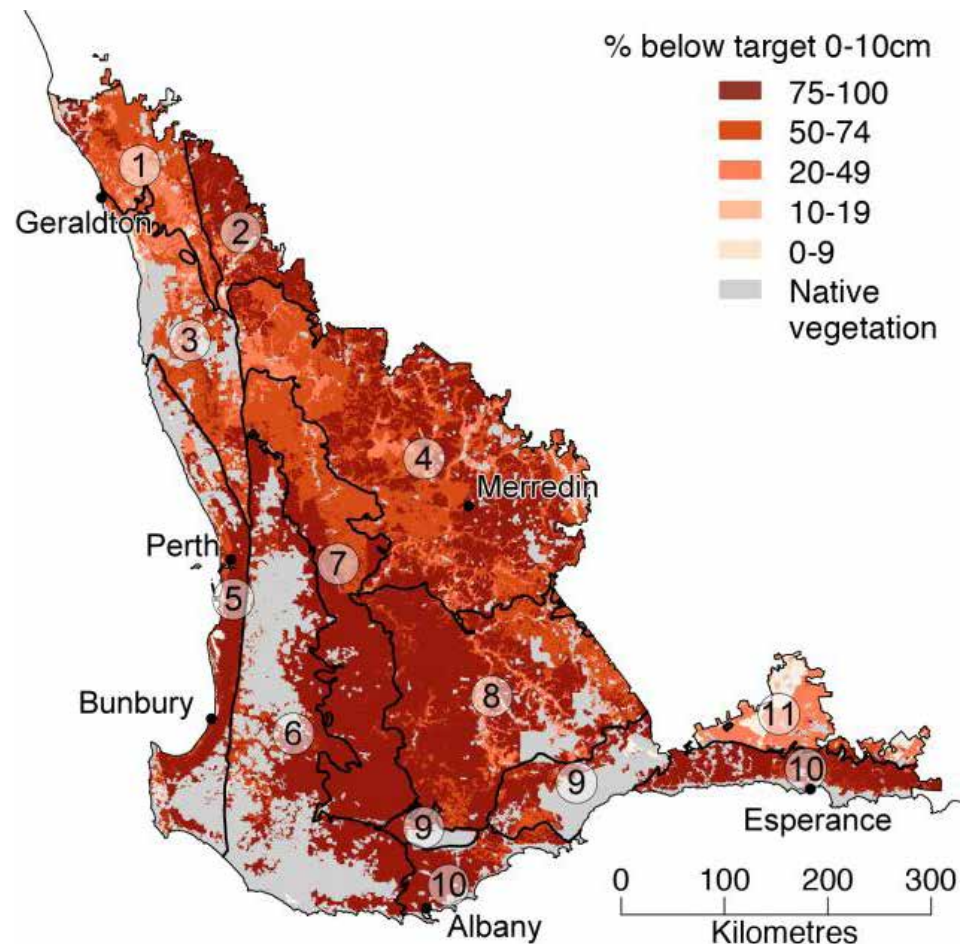 % below target 0-10cm
75-100
50-74
20-49
10-19
0-9
Native
vegetation
1
Geraldton
2
3
4
Merredin
Perth
7
5
8
Bunbury
6
11
9
10
Esperance
9
10
Albany
0 100 200 300
Kilometres